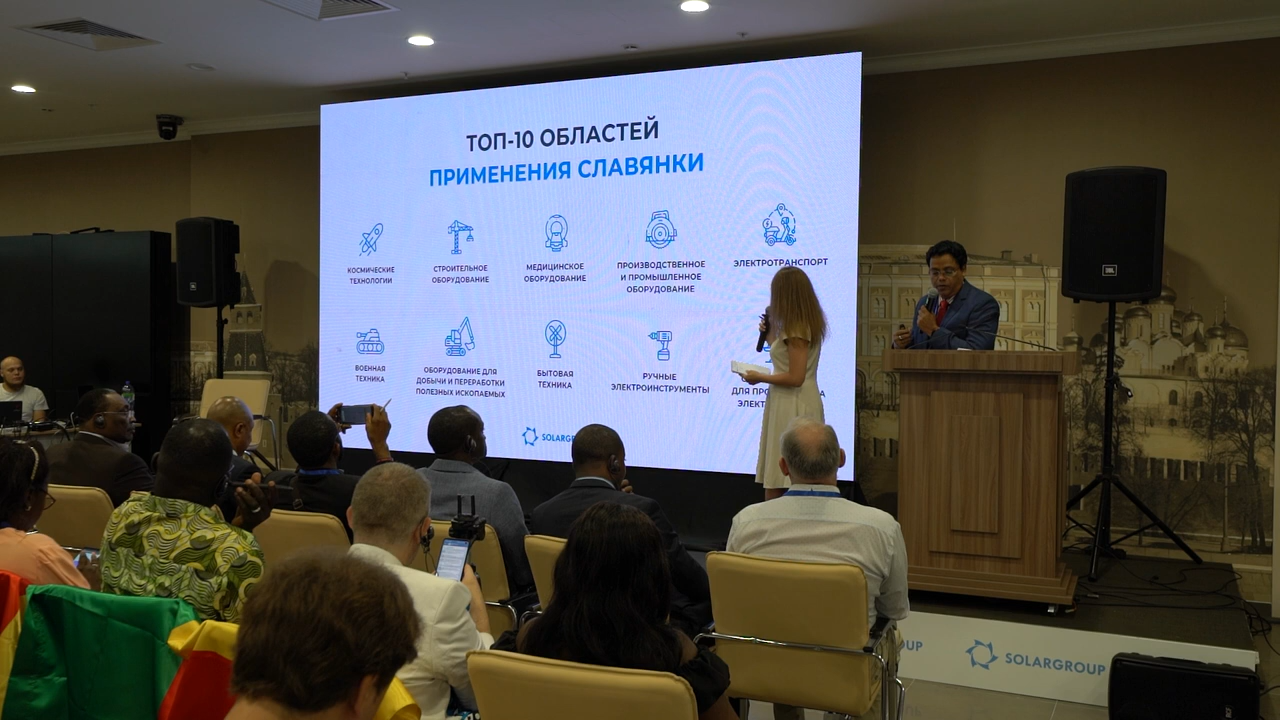 ТОП-10 ОБЛАСТЕЙ
ПРИМЕНЕНИЯ СЛАВЯНКИ
КОСМИЧЕСКИЕ
ТЕХНОЛОГИИ
СТРОИТЕЛЬНОЕ
ОБОРУДОВАНИЕ
МЕДИЦИНСКОЕ
ОБОРУДОВАНИЕ
ПРОИЗВОДСТВЕННОЕ
И ПРОМЫШЛЕННОЕ
ОБОРУДОВАНИЕ
ЭЛЕКТРОТРАНСПОРТ
ВОЕННАЯ
ТЕХНИКА
ОБОРУДОВАНИЕ ДЛЯ
ДОБЫЧИ И ПЕРЕРАБОТКИ
ПОЛЕЗНЫХ ИСКОПАЕМЫХ
БЫТОВАЯ
ТЕХНИКА
РУЧНЫЕ
ЭЛЕКТРОИНСТРУМЕНТЫ
ДЛЯ
SOLARGROUP
JBL